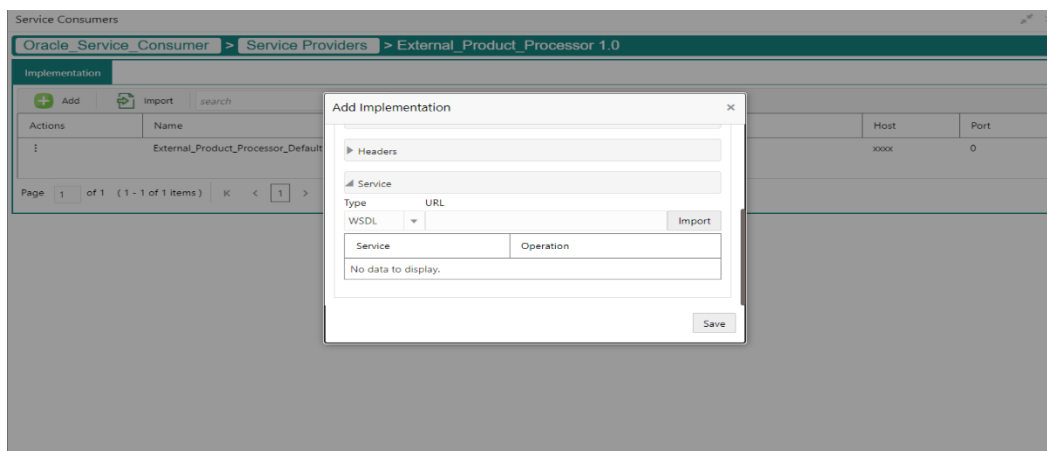 Service Consumers
Oracle_Service_Consumer > Service Providers > External_Product_Processor 1.0
Implementation
Add Import search
Actions Name Host Port
External_Product_Processor_Default xxxx 0
Page 1 of 1 (1 - 1 of 1 items) K < 1 >
Add Implementation ×
Headers
Service
Type URL
WSDL Import
Service Operation
No data to display.
Save